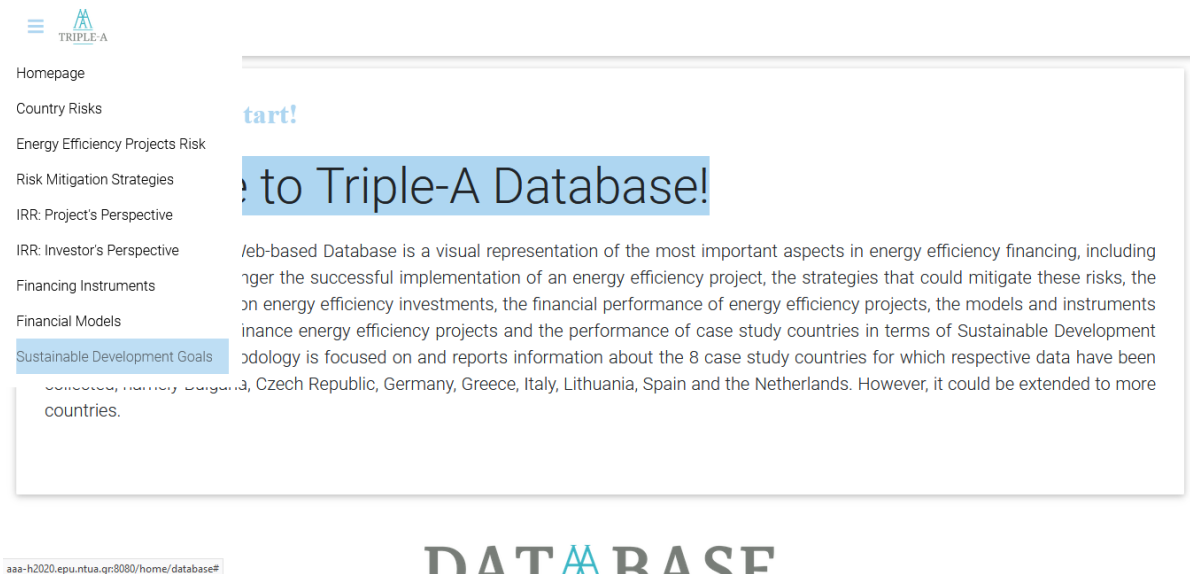 TRIPLE-A
Homepage
Country Risks
Energy Efficiency Projects Risk
Risk Mitigation Strategies
IRR: Project's Perspective
IRR: Investor's Perspective
Financing Instruments
Financial Models
Sustainable Development Goals
tart!
to Triple-A Database!
Web-based Database is a visual representation of the most important aspects in energy efficiency financing, including
the successful implementation of an energy efficiency project, the strategies that could mitigate these risks, the
on energy efficiency investments, the financial performance of energy efficiency projects, the models and instruments
finance energy efficiency projects and the performance of case study countries in terms of Sustainable Development
is focused on and reports information about the 8 case study countries for which respective data have been
Czech Republic, Germany, Greece, Italy, Lithuania, Spain and the Netherlands. However, it could be extended to more
countries.
DATABASE
aaa-h2020.epu.ntua.gr:8080/home/database#